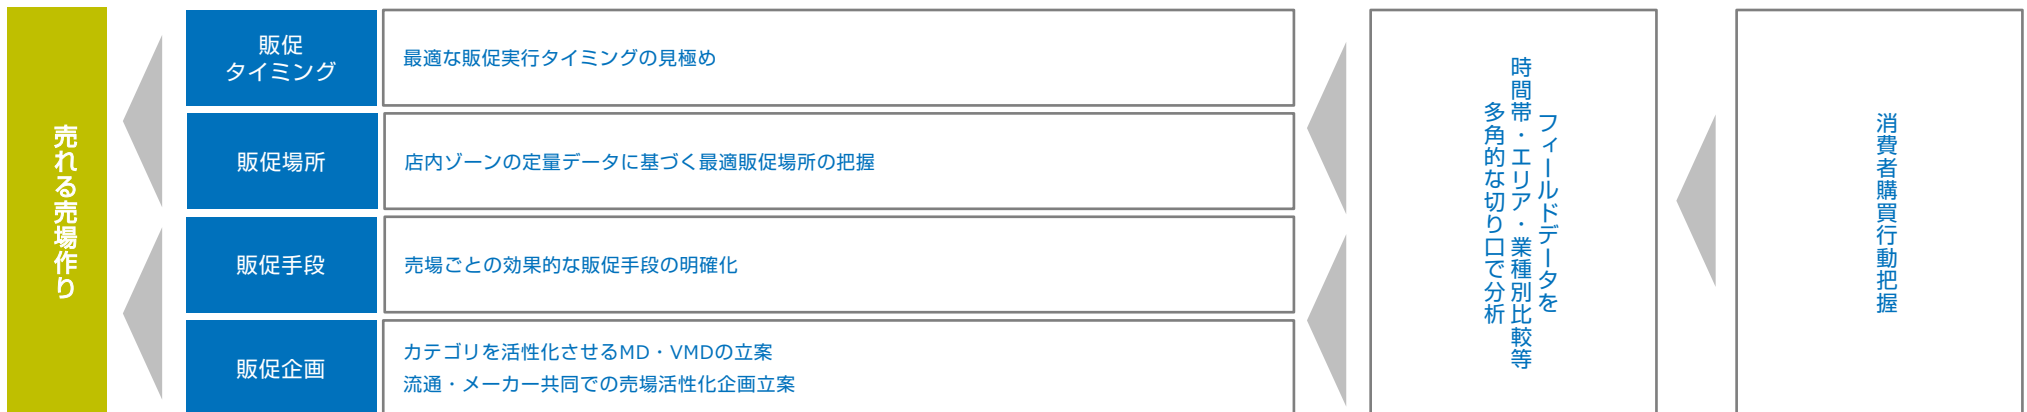 売れる売場作り
販促
タイミング
最適な販促実行タイミングの見極め
販促場所
店内ゾーンの定量データに基づく最適販促場所の把握
販促手段
売場ごとの効果的な販促手段の明確化
販促企画
カテゴリを活性化させるMD・VMDの立案
流通・メーカー共同での売場活性化企画立案
フィールドデータを
時間帯・エリア・業種別比較等
多角的な切り口で分析
消費者購買行動把握